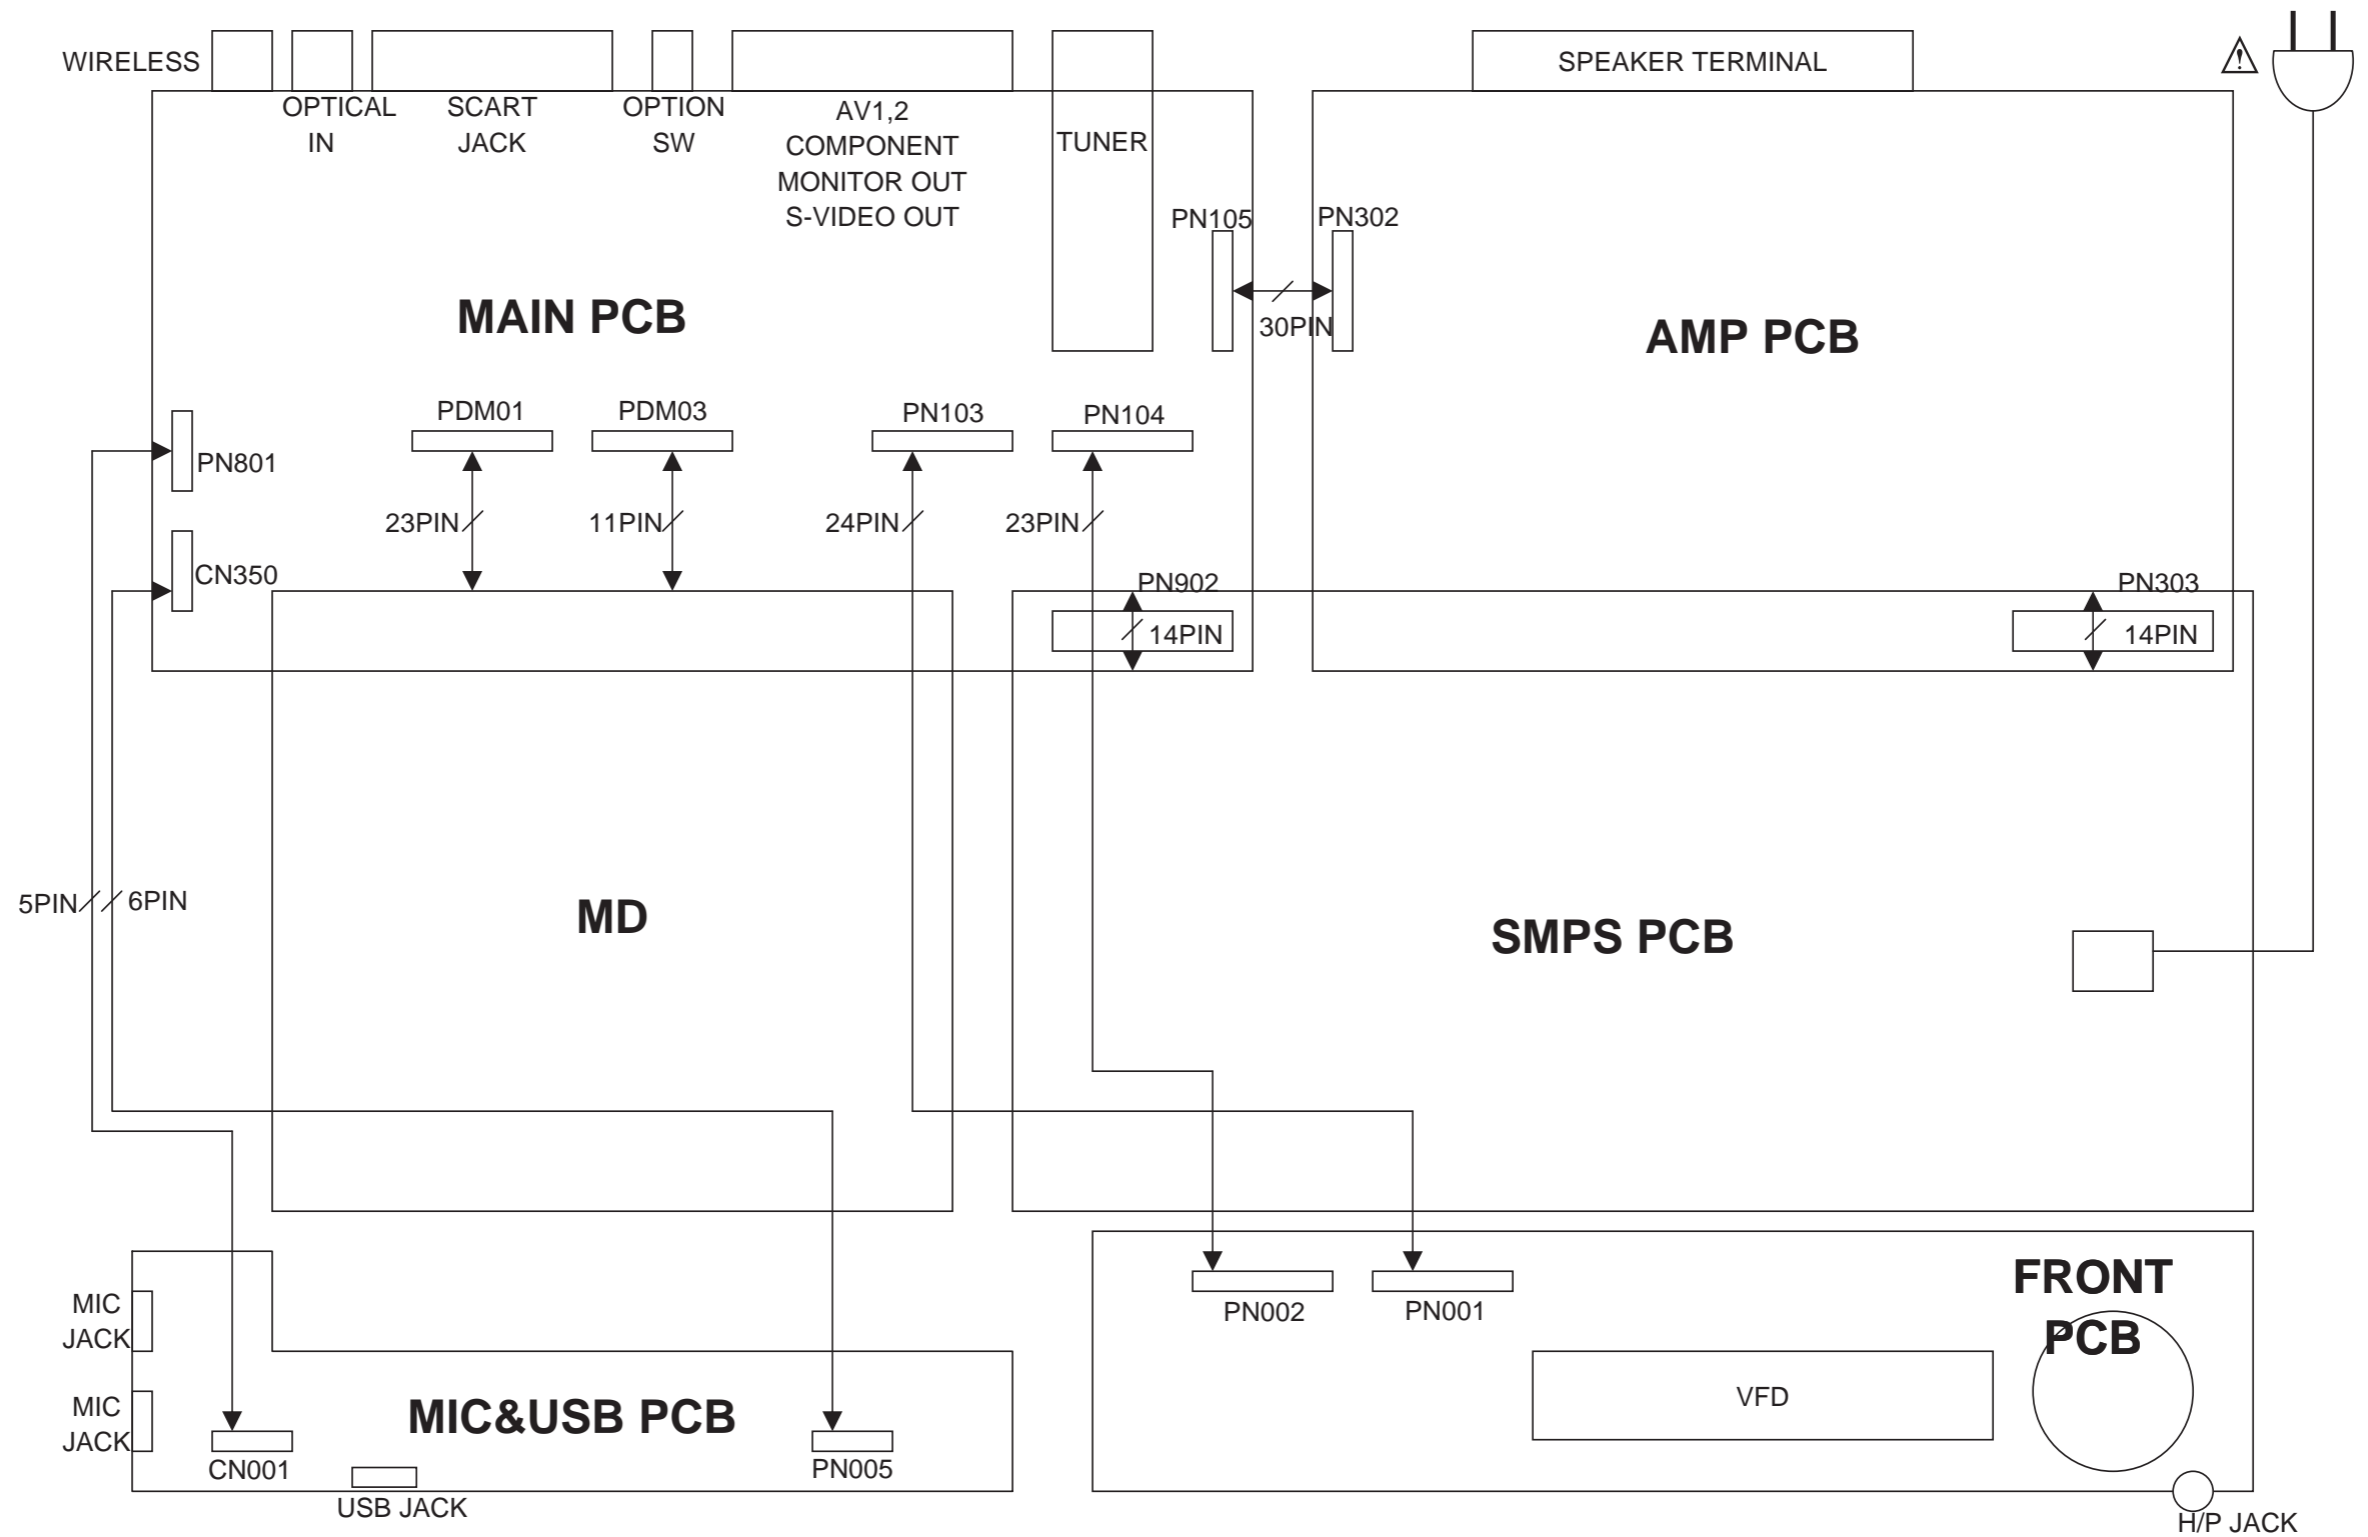 WIRELESS
SPEAKER TERMINAL
OPTICAL
IN
SCART
JACK
OPTION
SW
AV1,2
COMPONENT
MONITOR OUT
S-VIDEO OUT
TUNER
PN105
PN302
30PIN
MAIN PCB
AMP PCB
PDM01
PDM03
PN103
PN104
PN801
23PIN
11PIN
24PIN
23PIN
CN350
PN902
PN303
14PIN
14PIN
5PIN
6PIN
MD
SMPS PCB
FRONT
PCB
MIC
JACK
PN002
PN001
MIC
JACK
MIC&USB PCB
VFD
CN001
PN005
USB JACK
H/P JACK